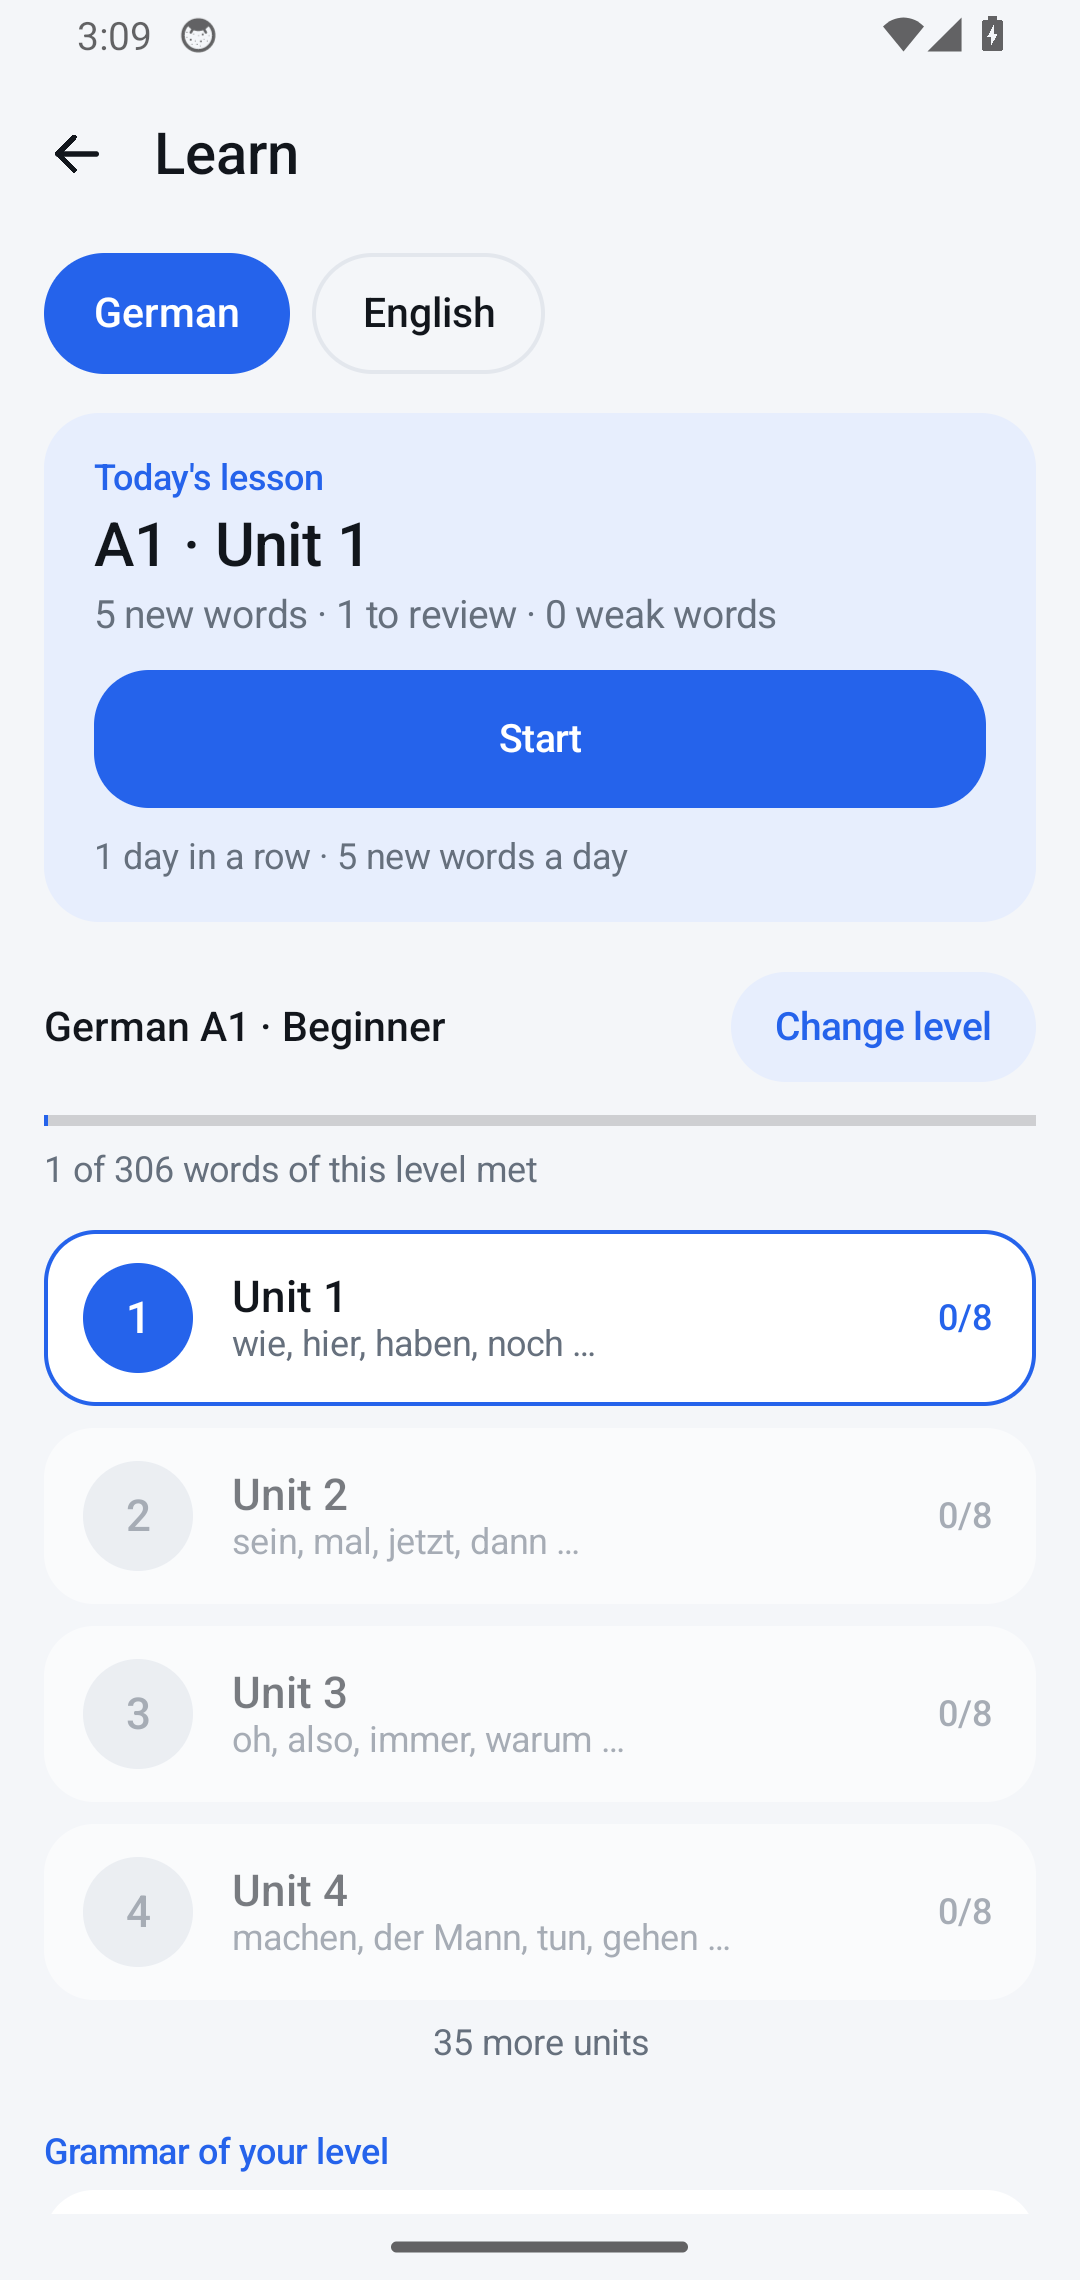 3:09
Learn
German
English
Today's lesson
A1 · Unit 1
5 new words · 1 to review · 0 weak words
Start
1 day in a row · 5 new words a day
German A1 · Beginner
Change level
1 of 306 words of this level met
1
Unit 1
wie, hier, haben, noch ...
0/8
2
Unit 2
sein, mal, jetzt, dann ...
0/8
3
Unit 3
oh, also, immer, warum ...
0/8
4
Unit 4
machen, der Mann, tun, gehen ...
0/8
35 more units
Grammar of your level